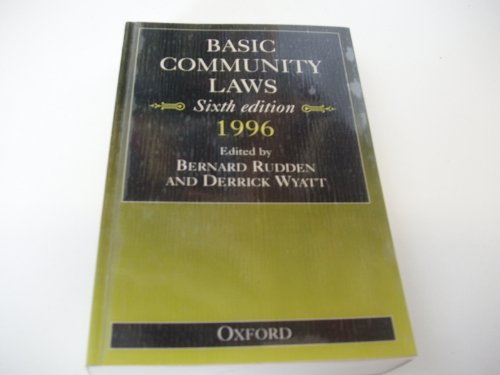 BASIC
COMMUNITY
LAWS
Sixth edition
1996
Edited by
BERNARD RUDDEN
AND DERRICK WYATT
OXFORD